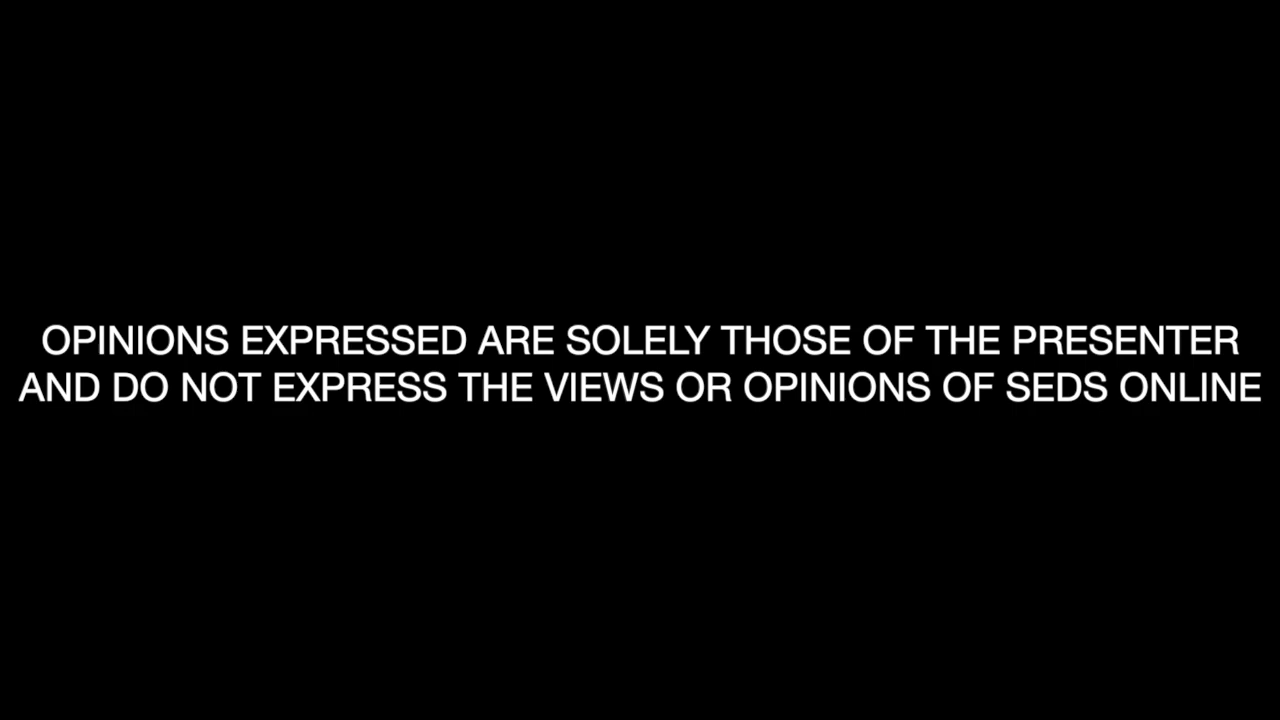 OPINIONS EXPRESSED ARE SOLELY THOSE OF THE PRESENTER
AND DO NOT EXPRESS THE VIEWS OR OPINIONS OF SEDS ONLINE